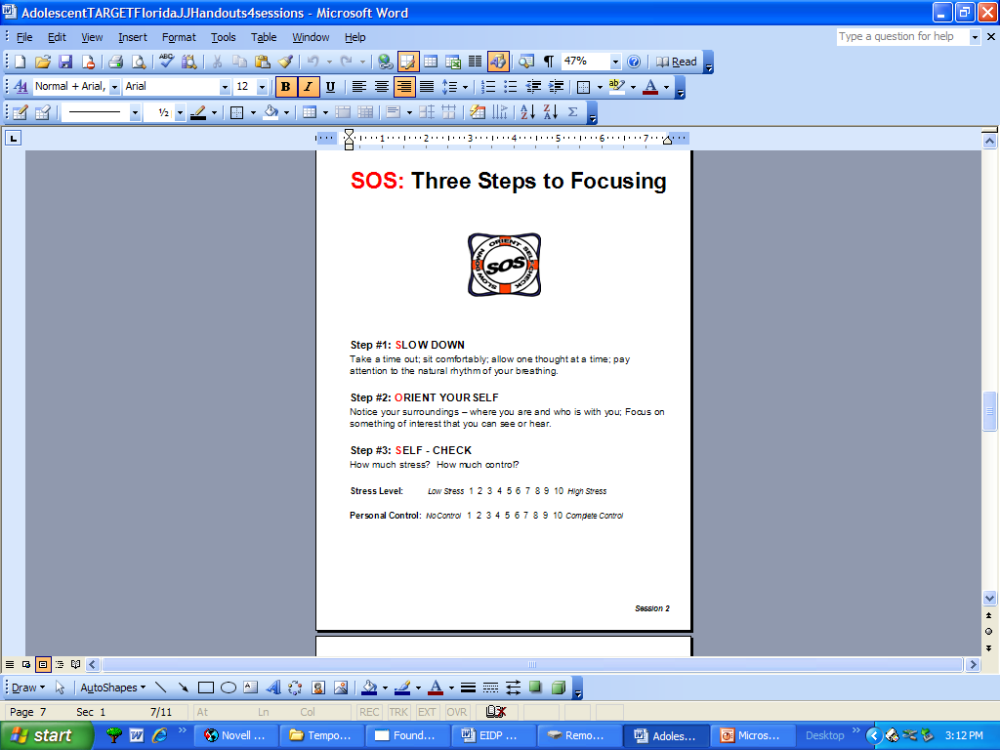 AdolescentTARGETFloridaJJHandouts4sessions - Microsoft Word
File Edit View Insert Format Tools Table Window Help
Type a question for help
47%
Read
Normal + Arial, Arial 12 B I U
½
1 2 3 4 5 6 7
SOS: Three Steps to Focusing
SLOW DOWN ORIENT SELF CHECK
SOS
Step #1: SLOW DOWN
Take a time out; sit comfortably; allow one thought at a time; pay
attention to the natural rhythm of your breathing.
Step #2: ORIENT YOUR SELF
Notice your surroundings – where you are and who is with you; Focus on
something of interest that you can see or hear.
Step #3: SELF - CHECK
How much stress? How much control?
Stress Level: Low Stress 1 2 3 4 5 6 7 8 9 10 High Stress
Personal Control: No Control 1 2 3 4 5 6 7 8 9 10 Complete Control
Session 2
Draw AutoShapes
Page 7 Sec 1 7/11 At Ln Col REC TRK EXT OVR
start Novell ... Tempo... Found... EIDP ... Remo... Adoles... Micros... Desktop 3:12 PM